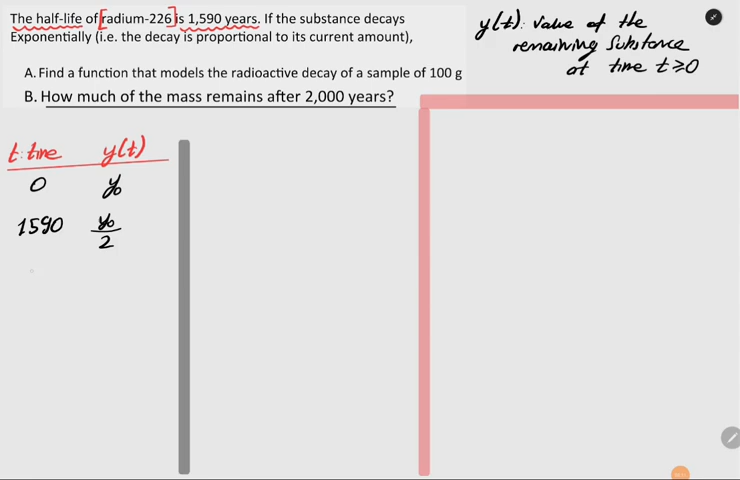 The half-life of [radium-226] is 1,590 years. If the substance decays
Exponentially (i.e. the decay is proportional to its current amount),
A. Find a function that models the radioactive decay of a sample of 100 g
B. How much of the mass remains after 2,000 years?
y(t): value of the
remaining substance
at time t≥0
t: time y(t)
0 y₀
1590 y₀/2